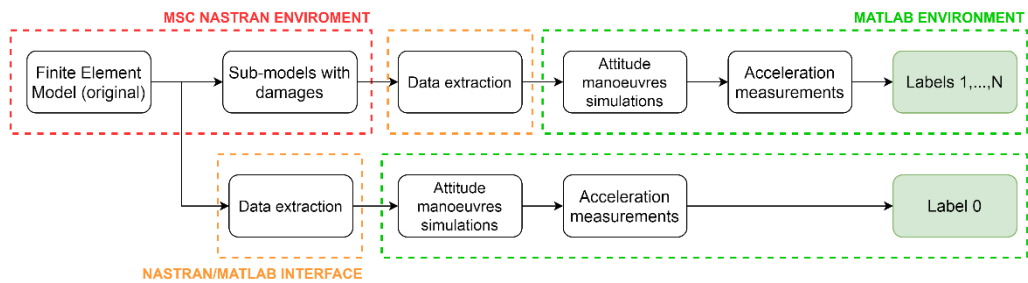 MSC NASTRAN ENVIROMENT
MATLAB ENVIRONMENT
Finite Element
Model (original)
Sub-models with
damages
Data extraction
Attitude
manoeuvres
simulations
Acceleration
measurements
Labels 1,...,N
Data extraction
Attitude
manoeuvres
simulations
Acceleration
measurements
Label 0
NASTRAN/MATLAB INTERFACE